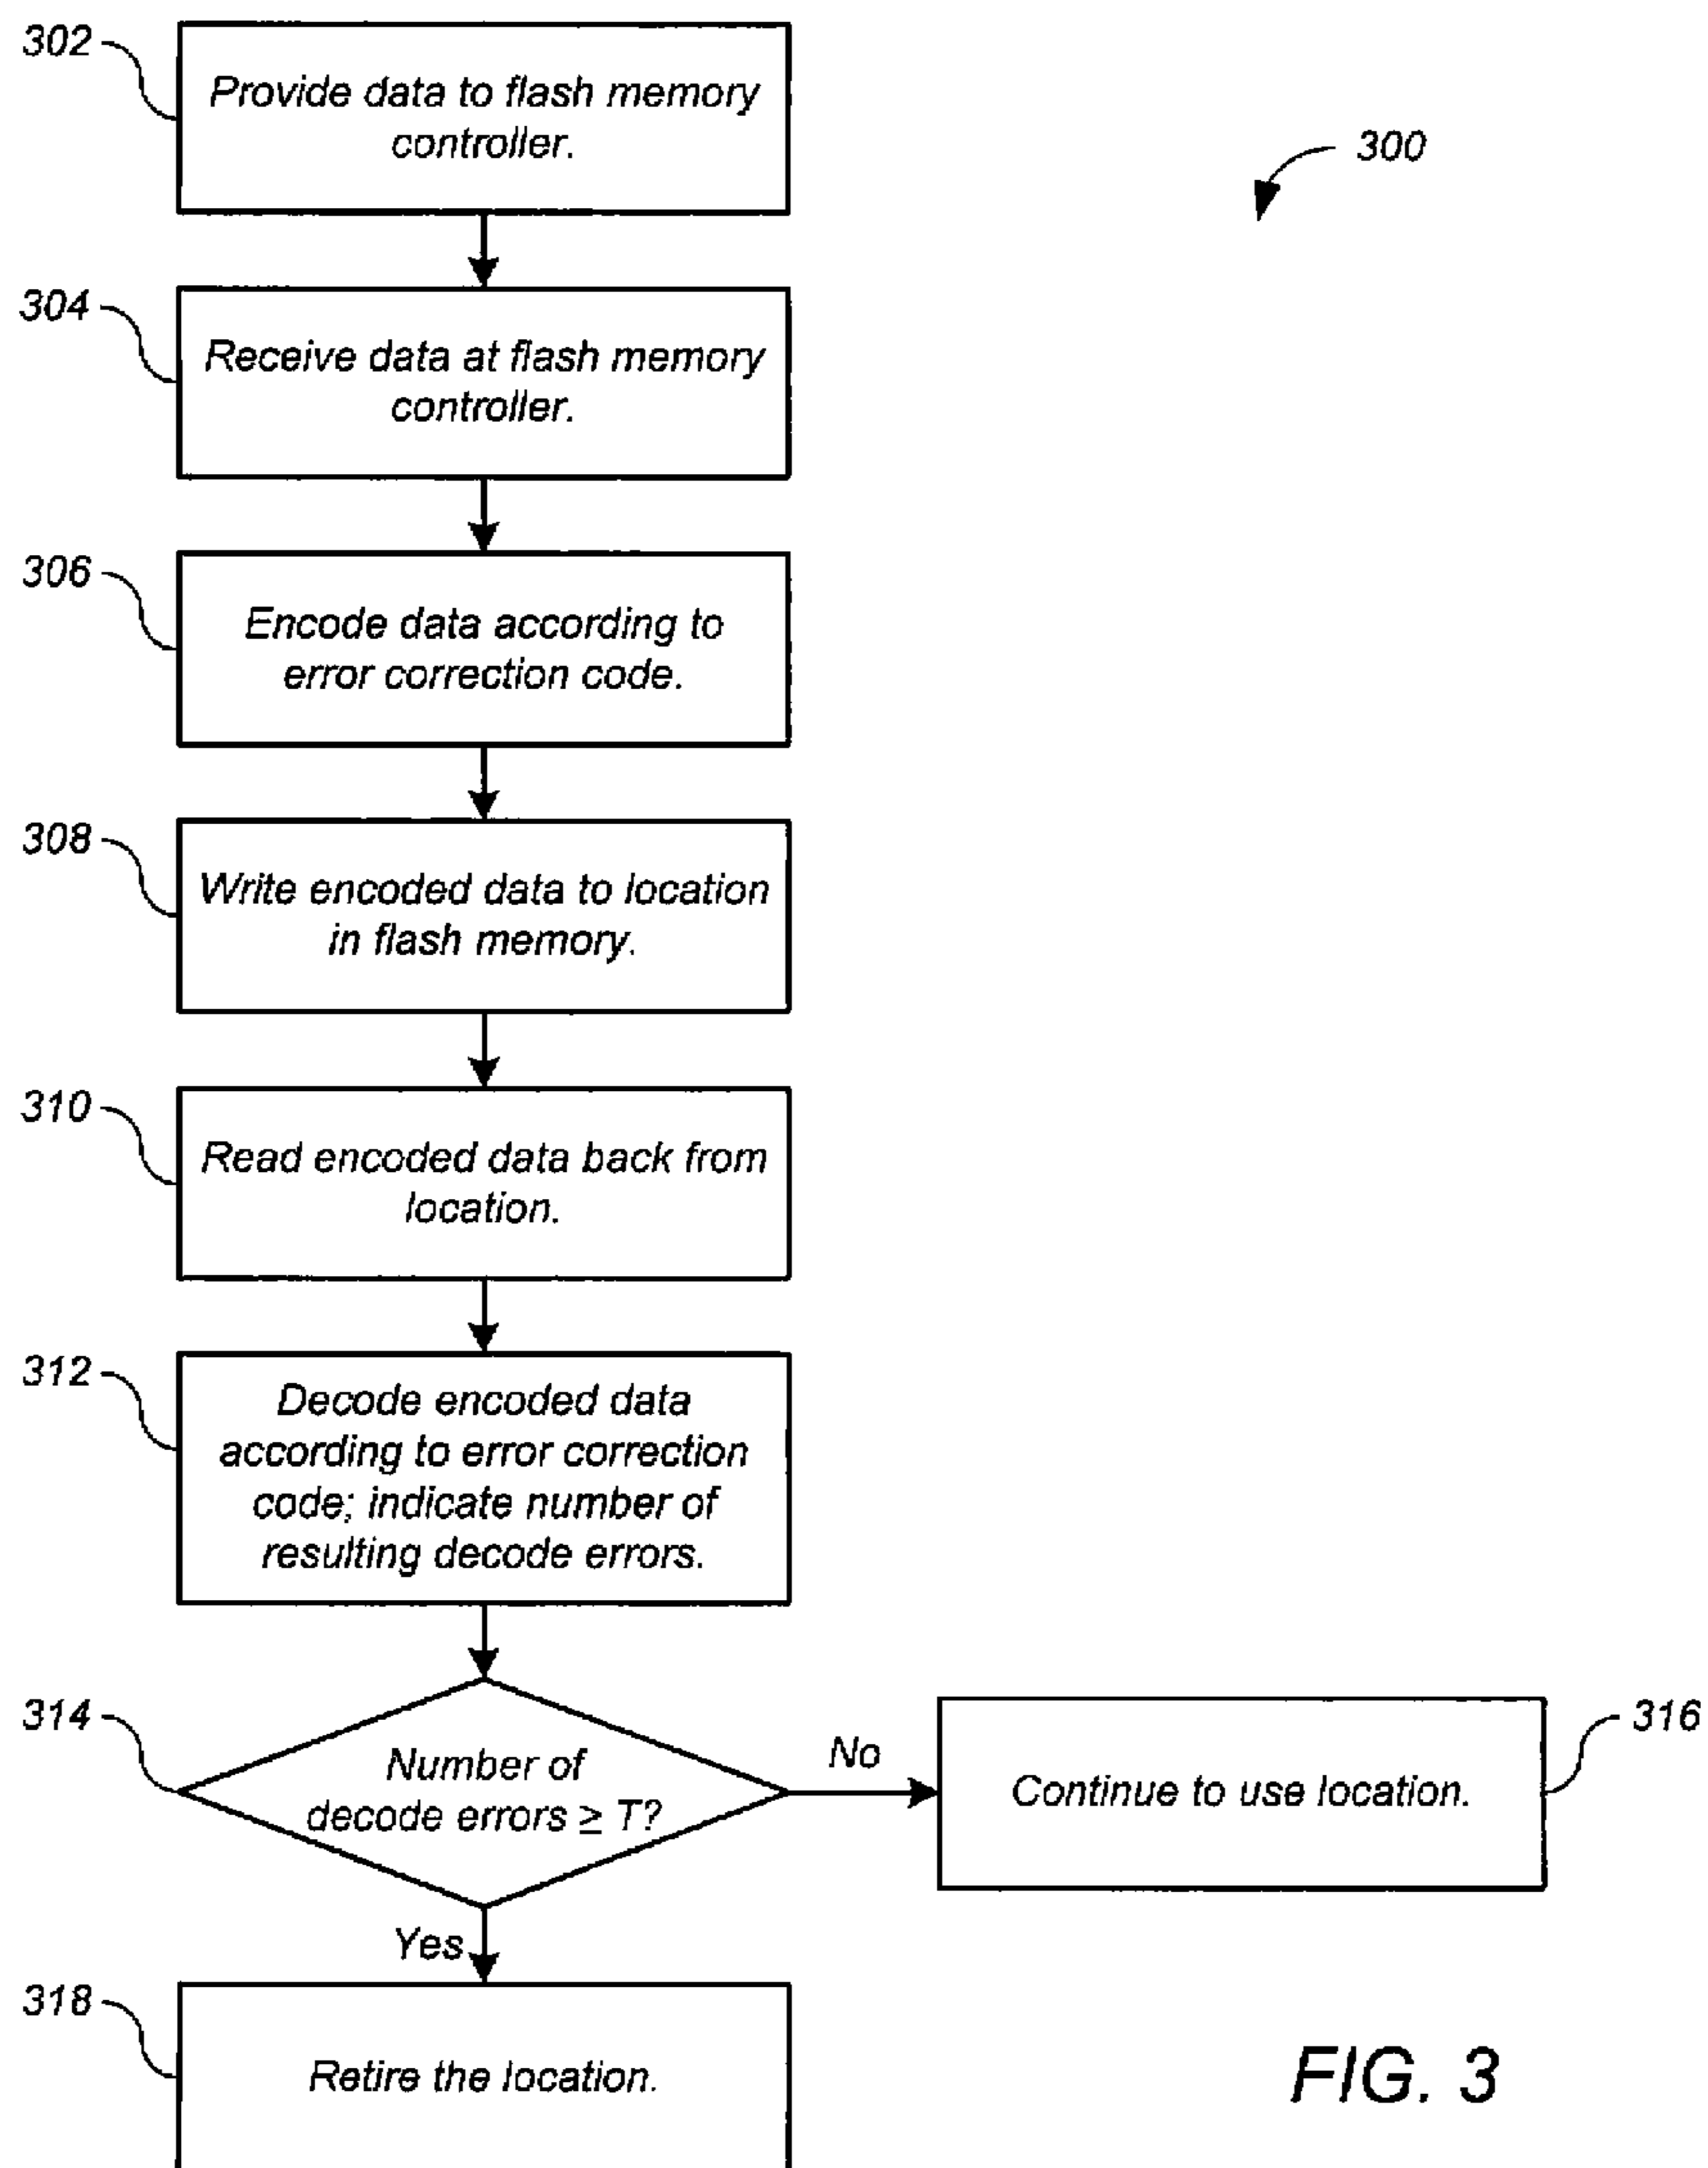 302
Provide data to flash memory
controller.
300
304
Receive data at flash memory
controller.
306
Encode data according to
error correction code.
308
Write encoded data to location
in flash memory.
310
Read encoded data back from
location.
312
Decode encoded data
according to error correction
code; indicate number of
resulting decode errors.
314
Number of
decode errors ≥ T?
No
Continue to use location.
316
Yes
318
Retire the location.
FIG. 3